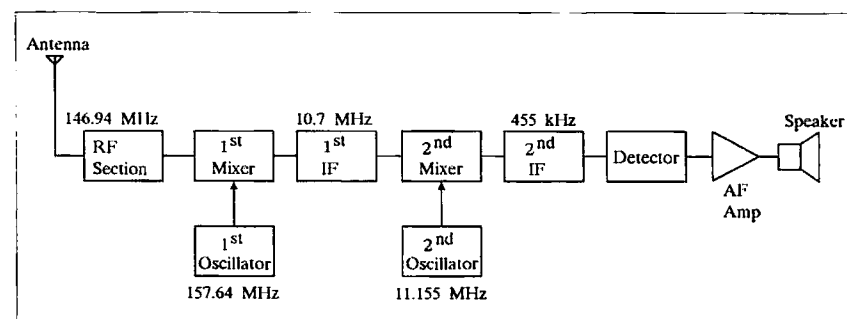 Antenna
146.94 MHz
RF Section
1st Mixer
10.7 MHz
1st IF
2nd Mixer
455 kHz
2nd IF
Detector
AF Amp
Speaker
1st Oscillator
157.64 MHz
2nd Oscillator
11.155 MHz